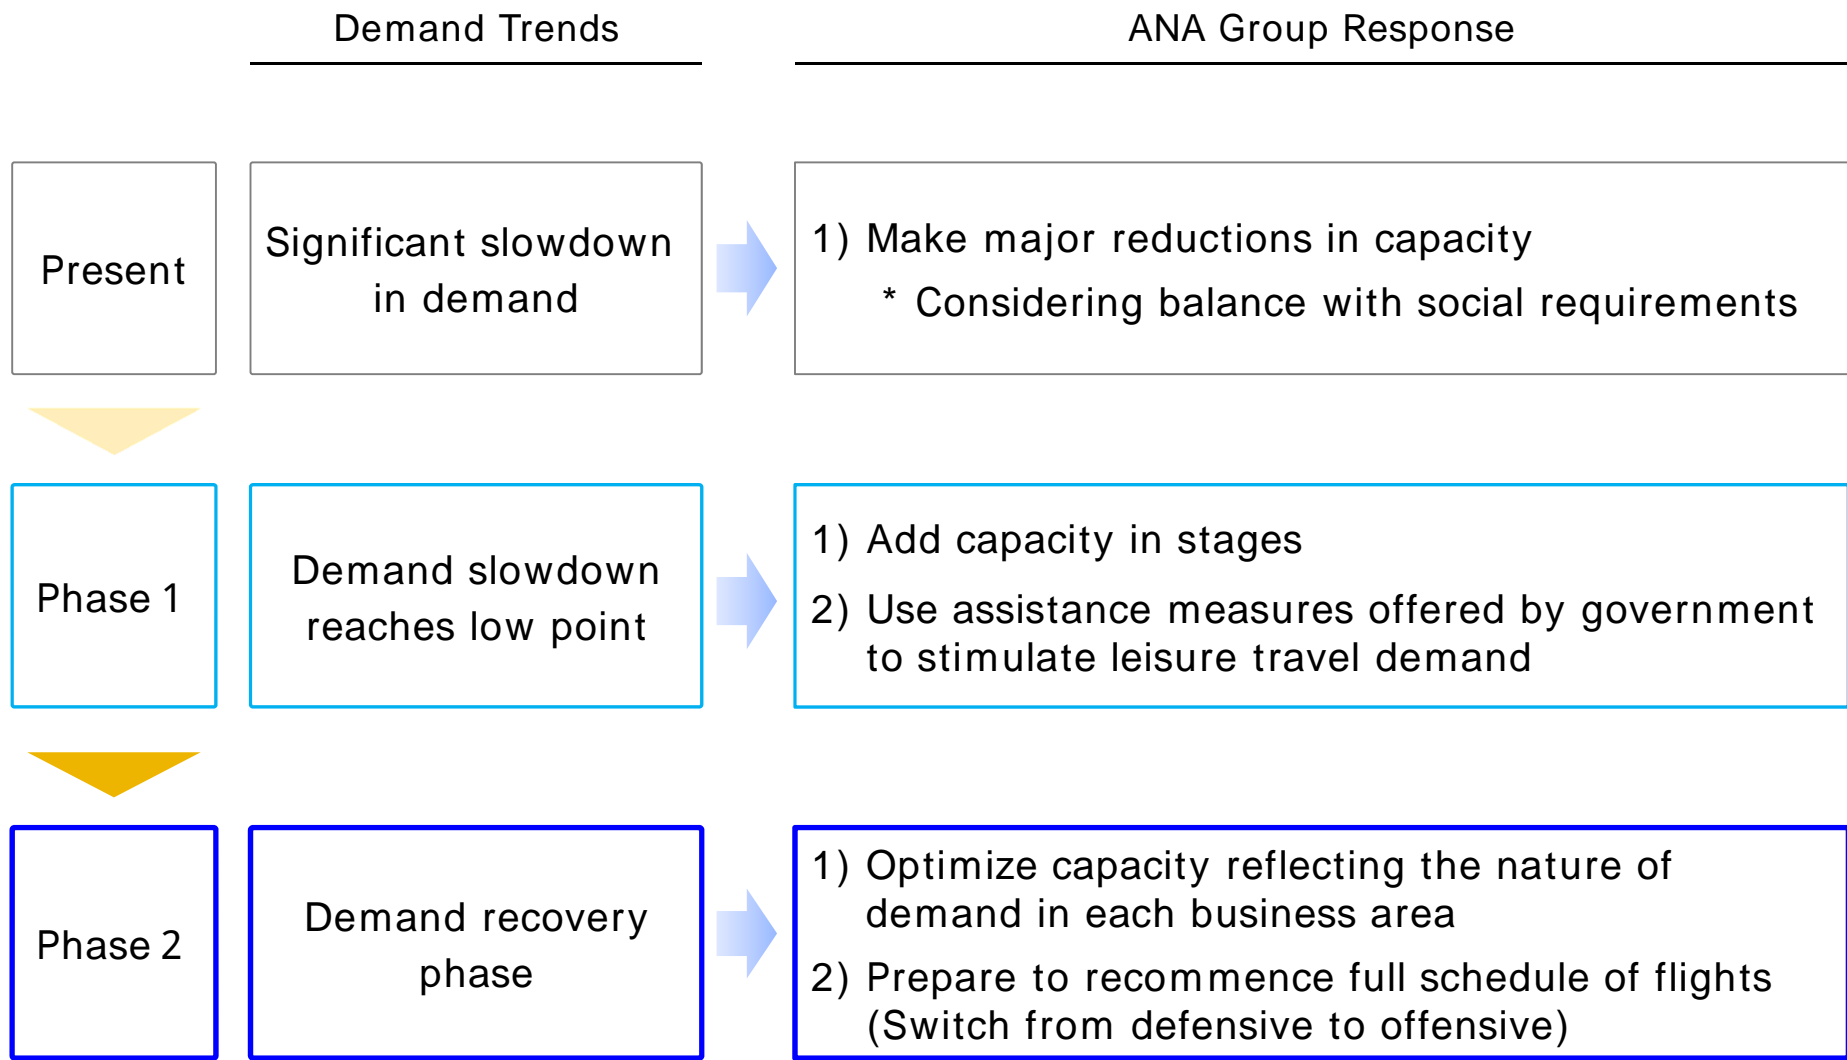 Demand Trends
ANA Group Response
Present
Significant slowdown
in demand
1) Make major reductions in capacity
* Considering balance with social requirements
Phase 1
Demand slowdown
reaches low point
1) Add capacity in stages
2) Use assistance measures offered by government
to stimulate leisure travel demand
Phase 2
Demand recovery
phase
1) Optimize capacity reflecting the nature of
demand in each business area
2) Prepare to recommence full schedule of flights
(Switch from defensive to offensive)